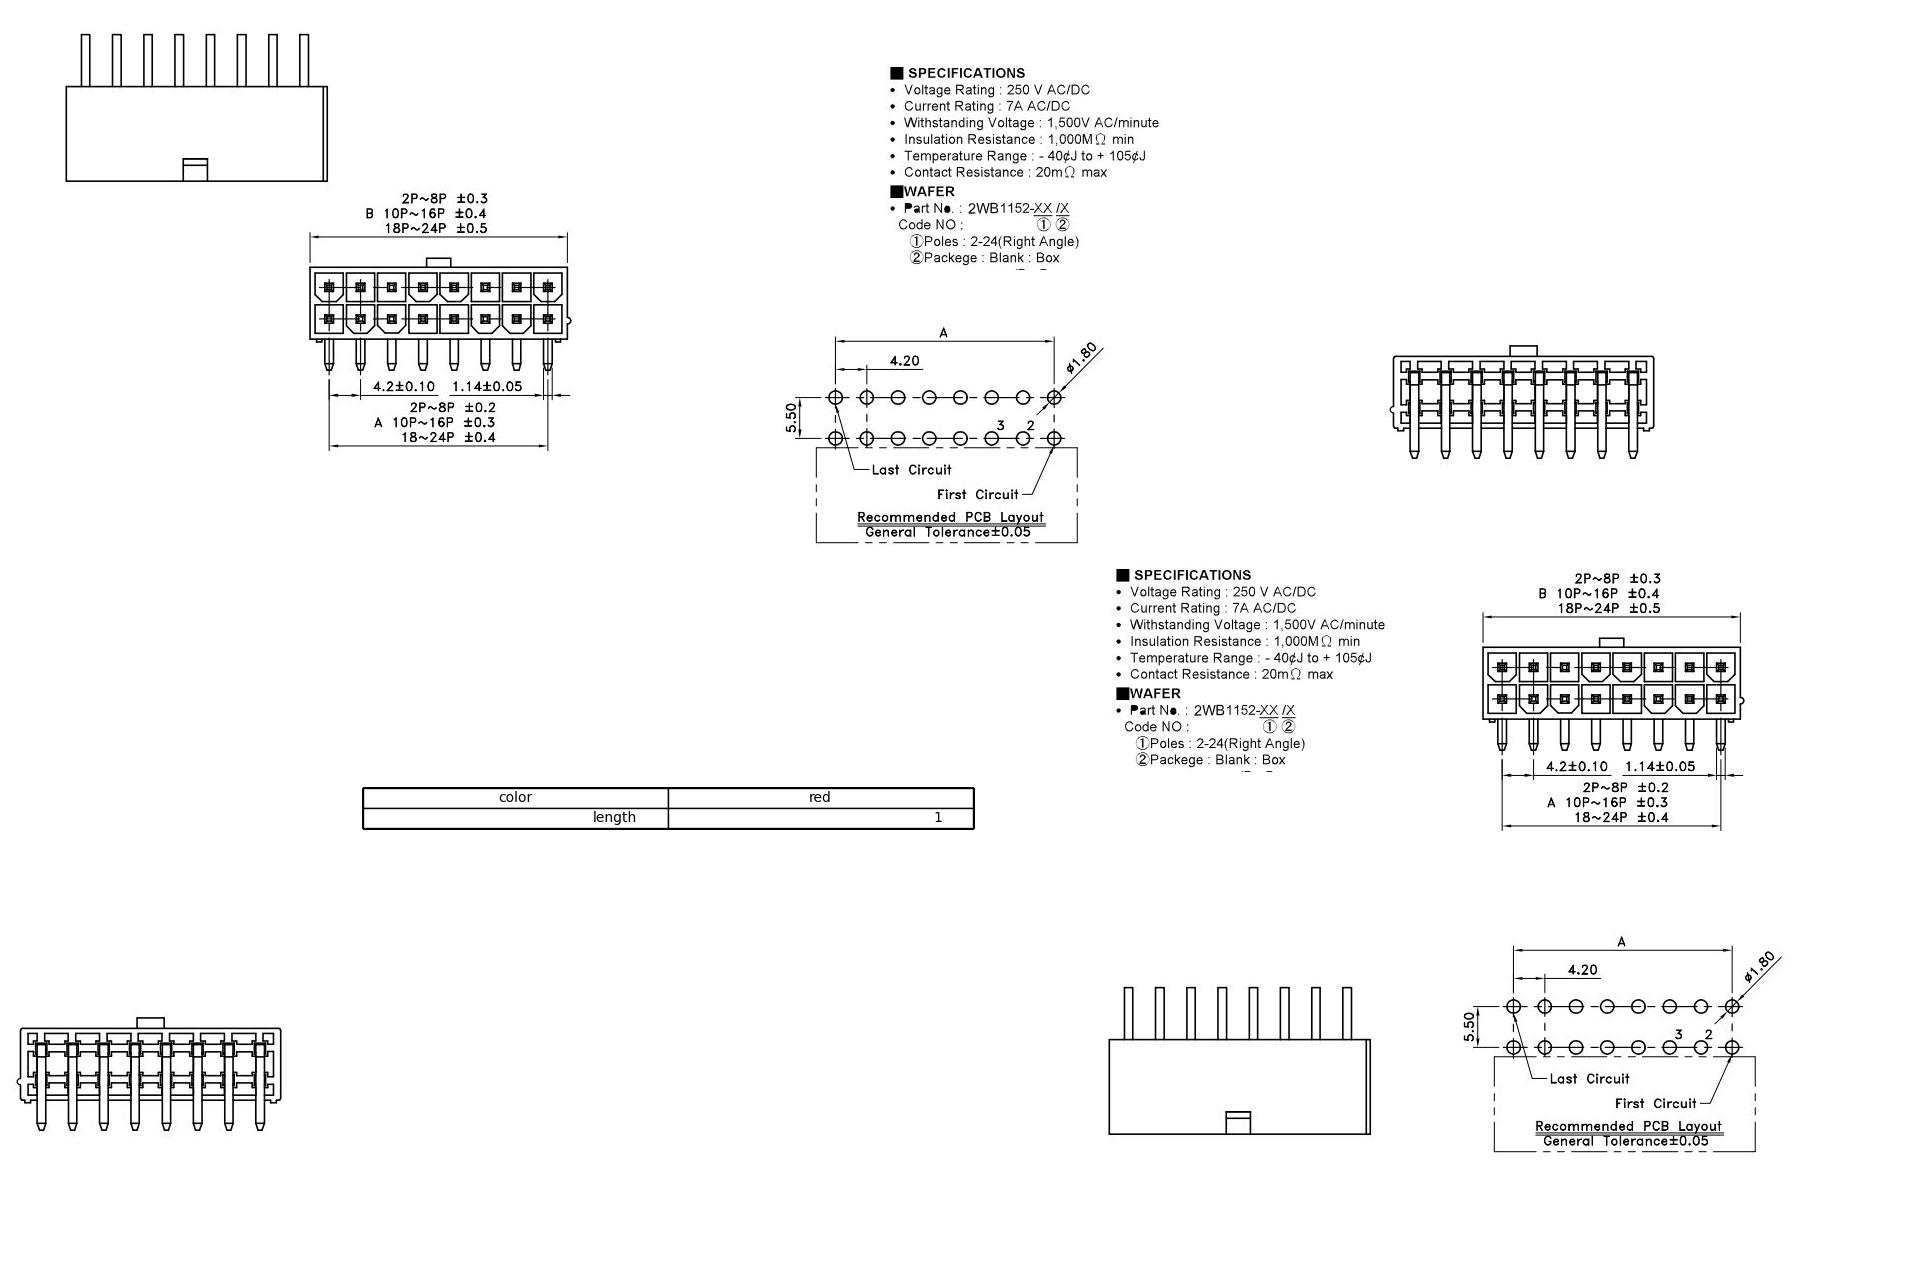 ■ SPECIFICATIONS
• Voltage Rating : 250 V AC/DC
• Current Rating : 7A AC/DC
• Withstanding Voltage : 1,500V AC/minute
• Insulation Resistance : 1,000MΩ min
• Temperature Range : - 40¢J to + 105¢J
• Contact Resistance : 20mΩ max
■WAFER
• Part No. : 2WB1152-XX /X
Code NO : ① ②
①Poles : 2-24(Right Angle)
②Packege : Blank : Box
2P~8P ±0.3
B 10P~16P ±0.4
18P~24P ±0.5
4.2±0.10 1.14±0.05
2P~8P ±0.2
A 10P~16P ±0.3
18~24P ±0.4
A
4.20
ø1.80
5.50
3 2
Last Circuit
First Circuit
Recommended PCB Layout
General Tolerance±0.05
■ SPECIFICATIONS
• Voltage Rating : 250 V AC/DC
• Current Rating : 7A AC/DC
• Withstanding Voltage : 1,500V AC/minute
• Insulation Resistance : 1,000MΩ min
• Temperature Range : - 40¢J to + 105¢J
• Contact Resistance : 20mΩ max
■WAFER
• Part No. : 2WB1152-XX /X
Code NO : ① ②
①Poles : 2-24(Right Angle)
②Packege : Blank : Box
2P~8P ±0.3
B 10P~16P ±0.4
18P~24P ±0.5
4.2±0.10 1.14±0.05
2P~8P ±0.2
A 10P~16P ±0.3
18~24P ±0.4
color red
length 1
A
4.20
ø1.80
5.50
3 2
Last Circuit
First Circuit
Recommended PCB Layout
General Tolerance±0.05